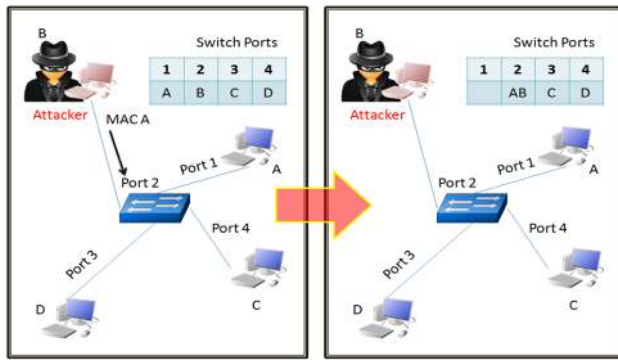 B
Switch Ports
1 2 3 4
A B C D
Attacker
MAC A
Port 1
A
Port 2
Port 4
Port 3
D
C
B
Switch Ports
1 2 3 4
AB C D
Attacker
Port 1
A
Port 2
Port 4
Port 3
D
C